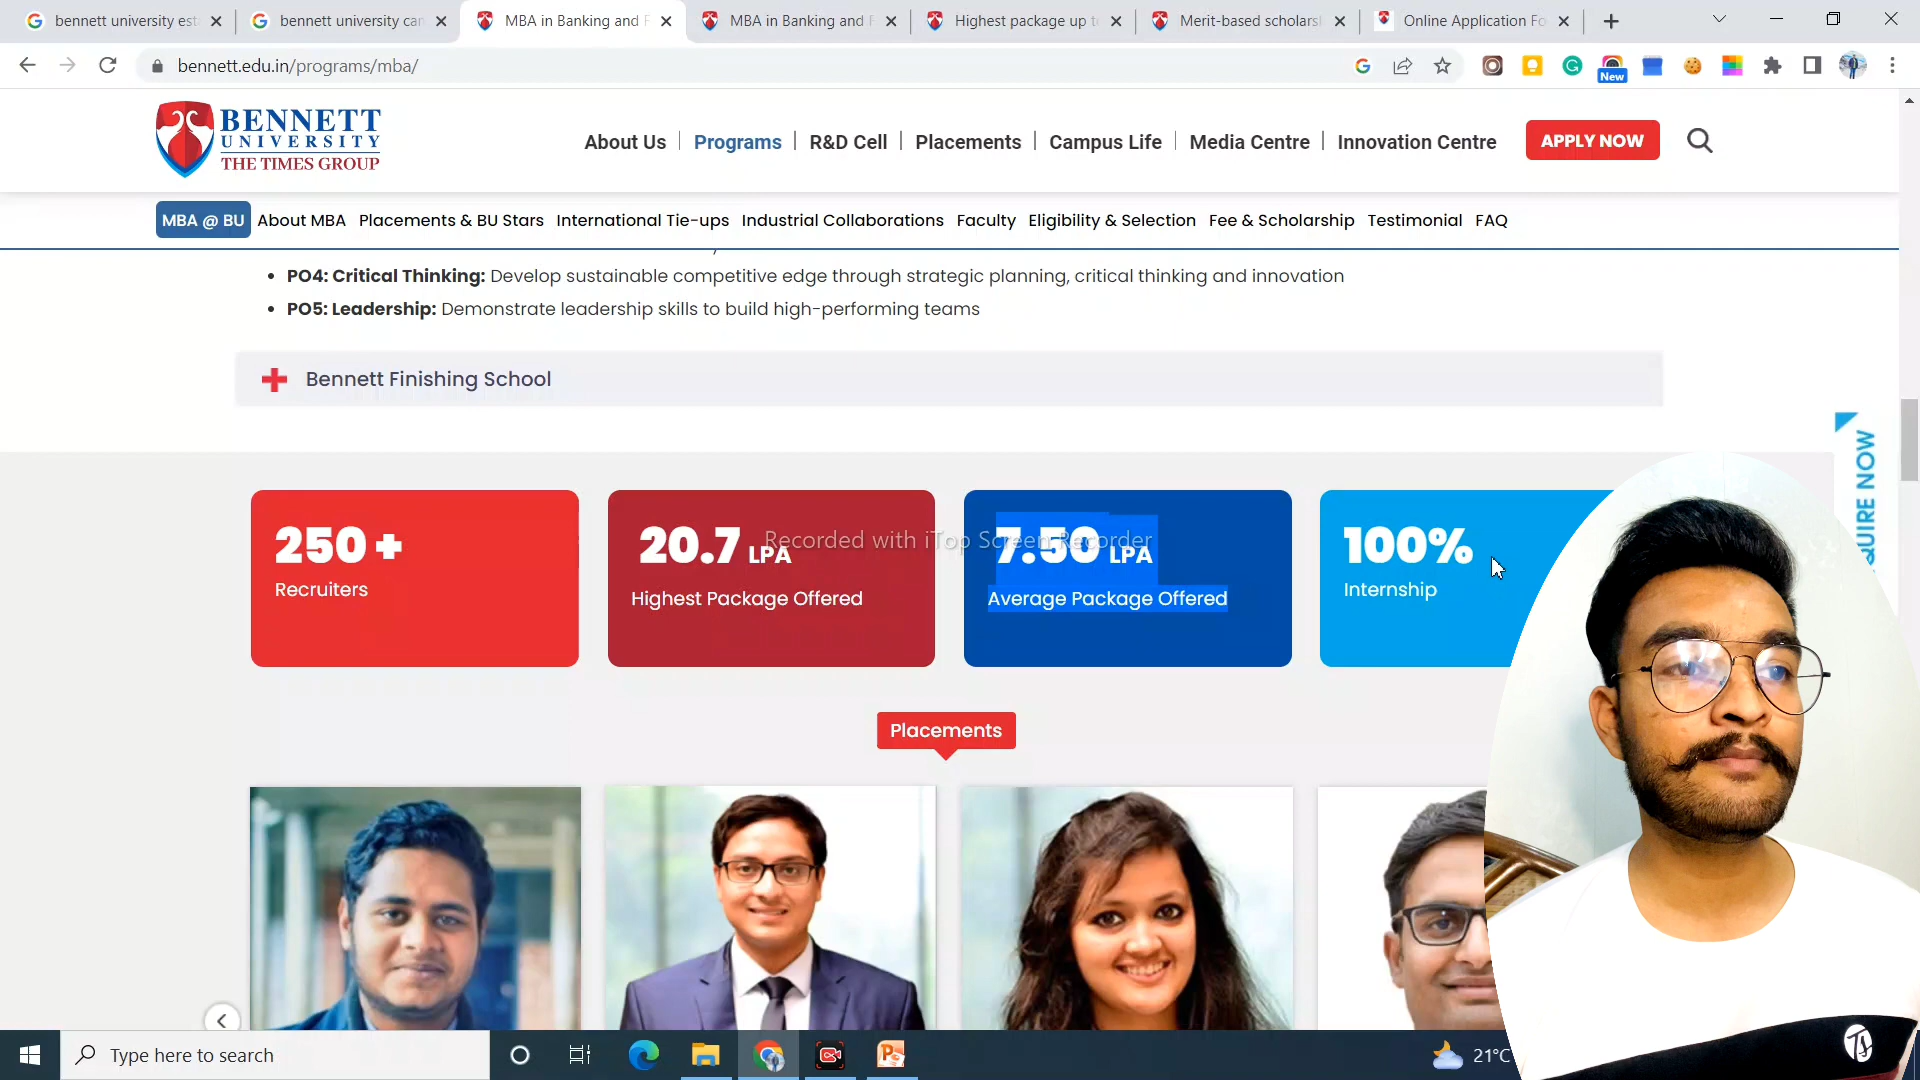 bennett university est
bennett university car
MBA in Banking and F
MBA in Banking and F
Highest package up t
Merit-based scholars
Online Application Fo
bennett.edu.in/programs/mba/
New
BENNETT
UNIVERSITY
THE TIMES GROUP
About Us
Programs
R&D Cell
Placements
Campus Life
Media Centre
Innovation Centre
APPLY NOW
MBA @ BU
About MBA
Placements & BU Stars
International Tie-ups
Industrial Collaborations
Faculty
Eligibility & Selection
Fee & Scholarship
Testimonial
FAQ
PO4: Critical Thinking: Develop sustainable competitive edge through strategic planning, critical thinking and innovation
PO5: Leadership: Demonstrate leadership skills to build high-performing teams
Bennett Finishing School
QUIRE NOW
250 +
Recruiters
20.7 LPA
Highest Package Offered
7.50 LPA
Average Package Offered
100%
Internship
Recorded with iTop Screen Recorder
Placements
Type here to search
21°C